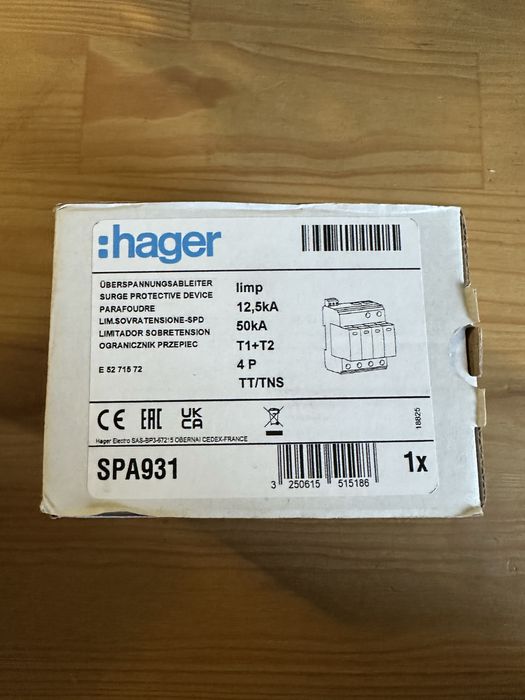 :hager
ÜBERSPANNUNGSABLEITER
SURGE PROTECTIVE DEVICE
PARAFOUDRE
LIM.SOVRATENSIONE-SPD
LIMITADOR SOBRETENSION
OGRANICZNIK PRZEPIEC
E 52 715 72
Iimp
12,5kA
50kA
T1+T2
4 P
TT/TNS
CE EAC UK CA
18825
Hager Electro SAS-BP3-67215 OBERNAI CEDEX-FRANCE
SPA931
3 250615 515186
1x